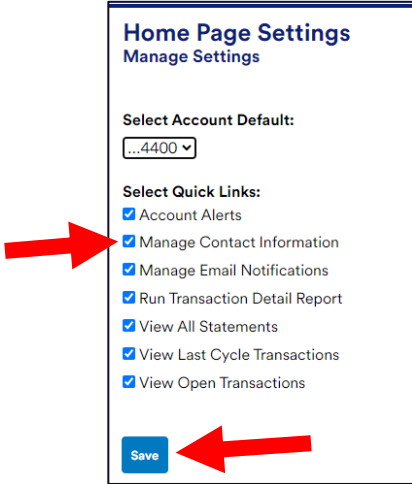 Home Page Settings
Manage Settings
Select Account Default:
...4400
Select Quick Links:
Account Alerts
Manage Contact Information
Manage Email Notifications
Run Transaction Detail Report
View All Statements
View Last Cycle Transactions
View Open Transactions
Save